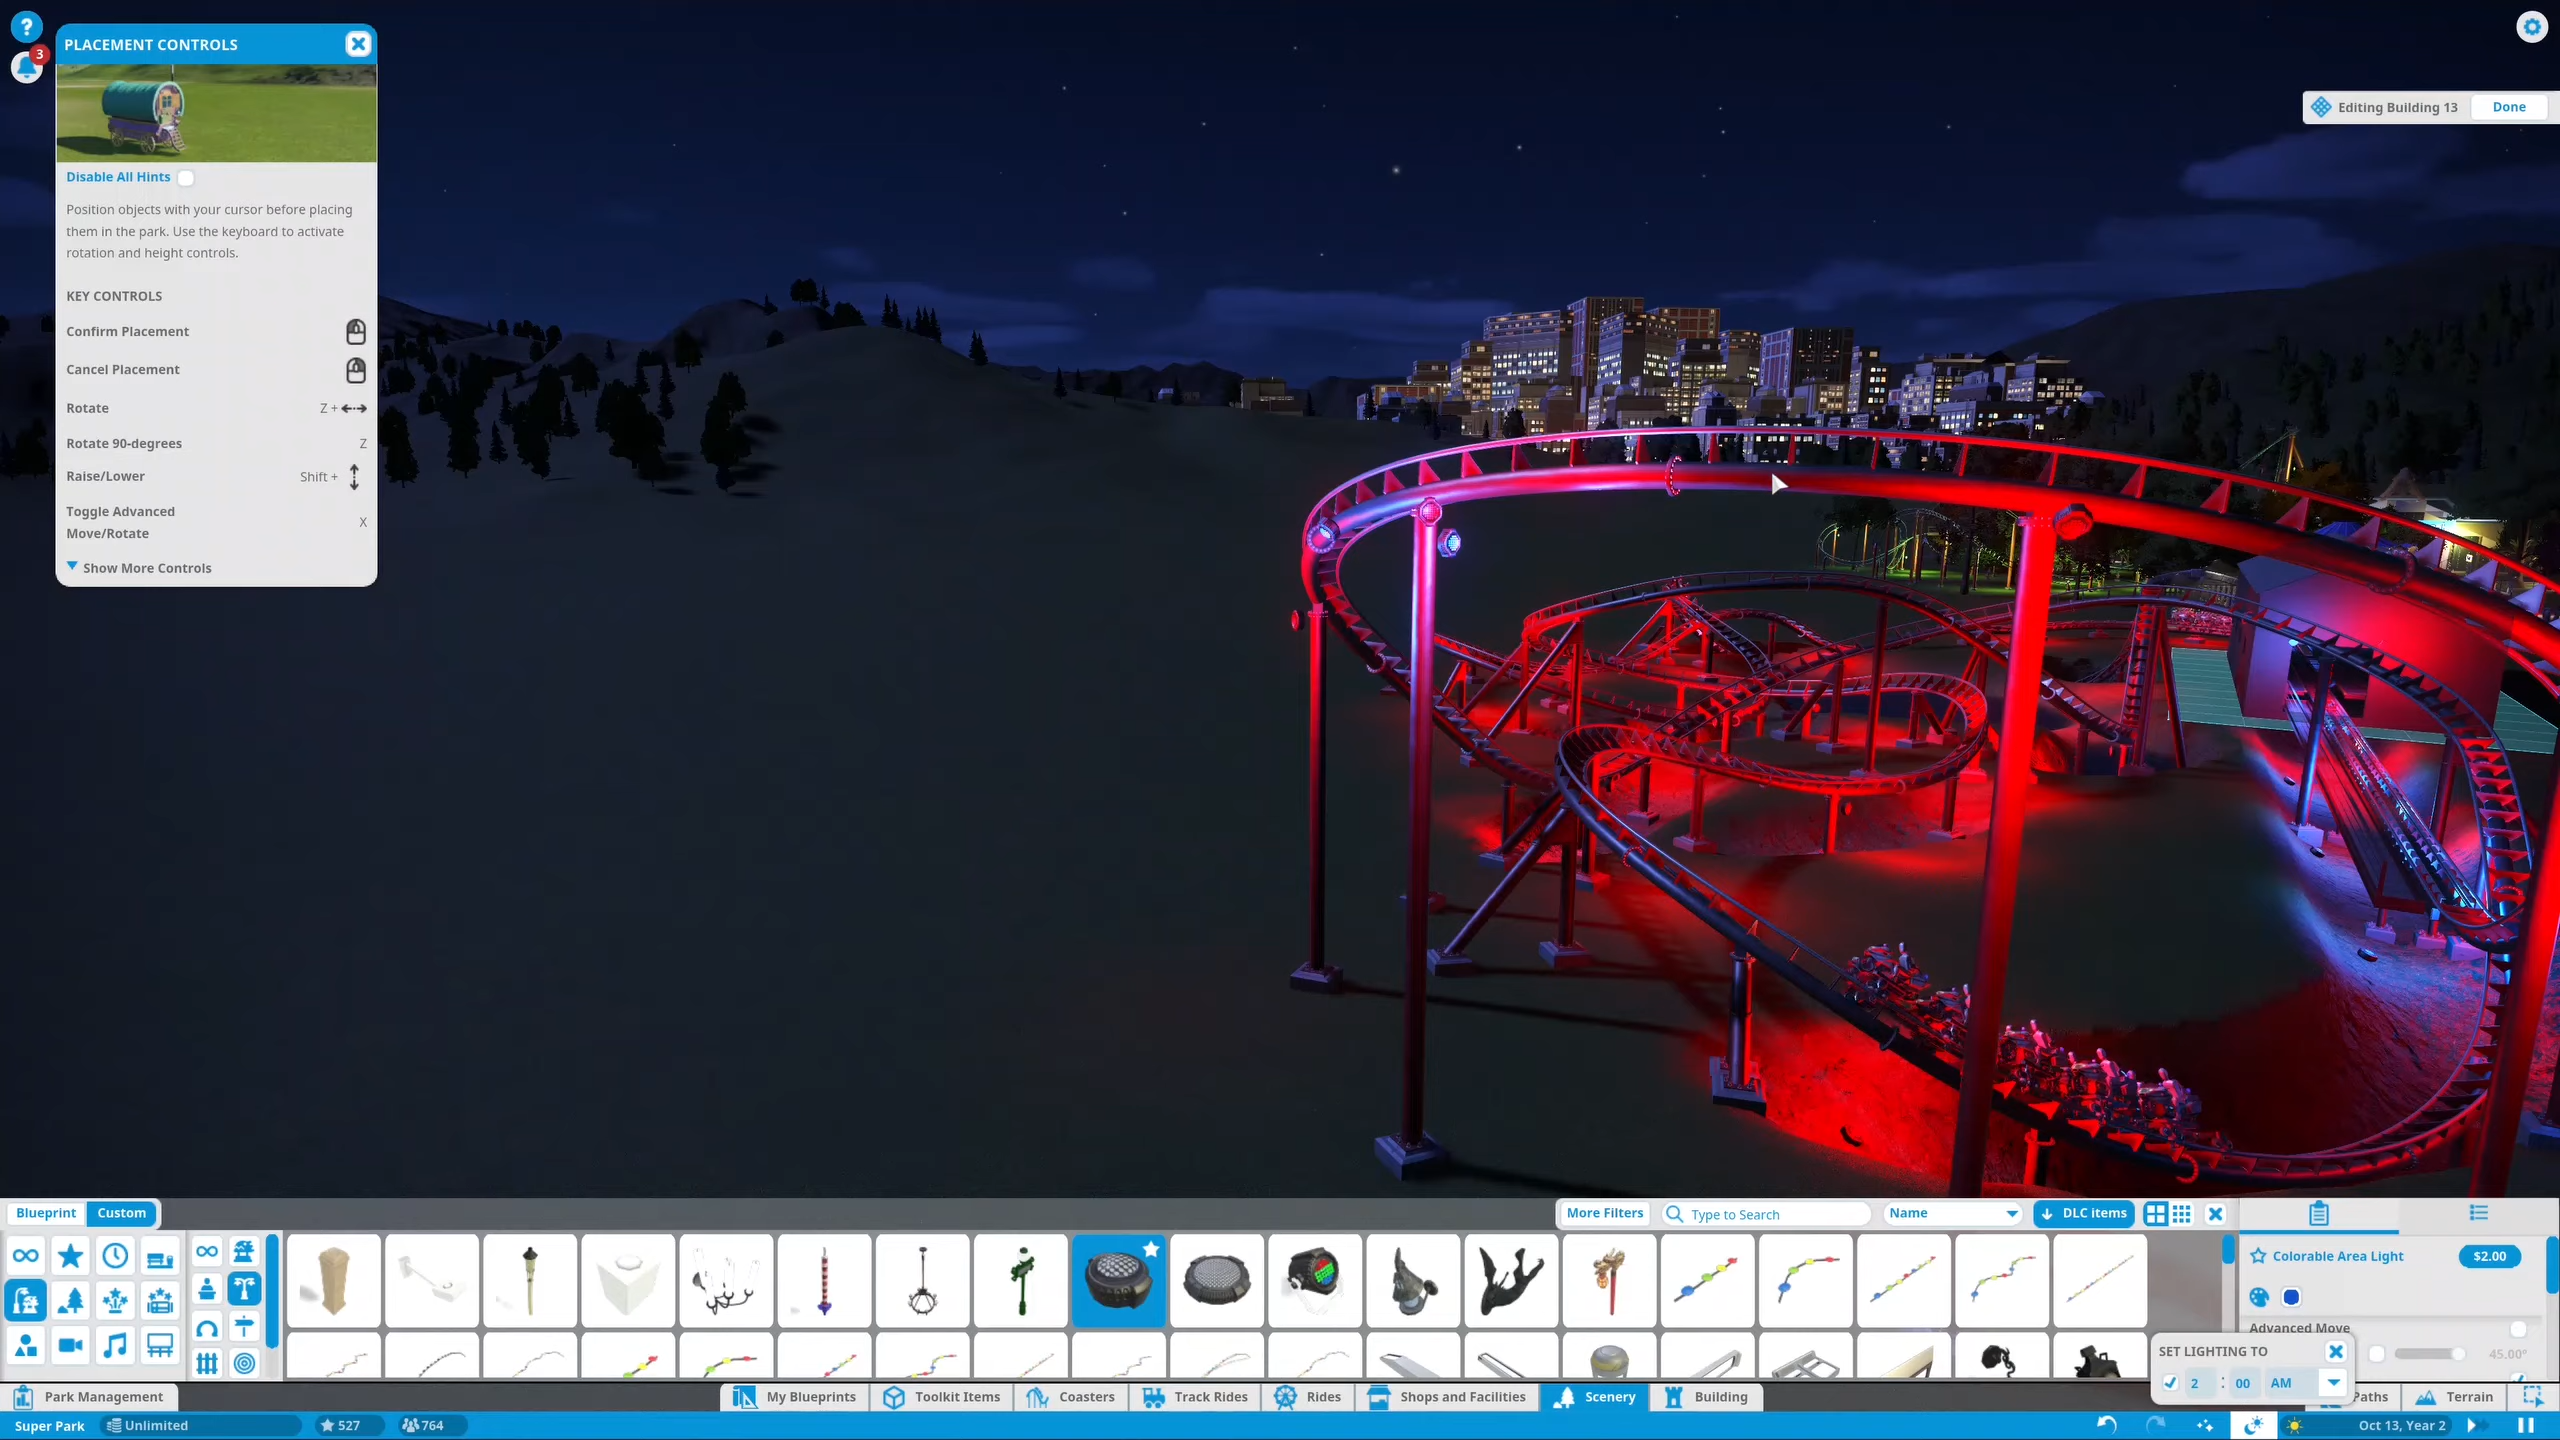 ?
3
PLACEMENT CONTROLS
Disable All Hints
Position objects with your cursor before placing
them in the park. Use the keyboard to activate
rotation and height controls.
KEY CONTROLS
Confirm Placement
Cancel Placement
Rotate Z +
Rotate 90-degrees Z
Raise/Lower Shift +
Toggle Advanced
Move/Rotate X
Show More Controls
Editing Building 13 Done
Blueprint Custom
More Filters Type to Search Name DLC items
Colorable Area Light $2.00
Advanced Move
45.00°
SET LIGHTING TO
2 : 00 AM
Park Management My Blueprints Toolkit Items Coasters Track Rides Rides Shops and Facilities Scenery Building Paths Terrain
Super Park Unlimited 527 764 Oct 13, Year 2